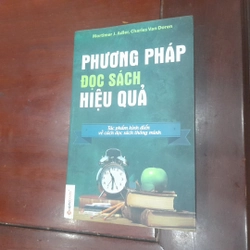 Mortimer J. Adler, Charles Van Doren
PHƯƠNG PHÁP
ĐỌC SÁCH
HIỆU QUẢ
Tác phẩm kinh điển
về cách đọc sách thông minh